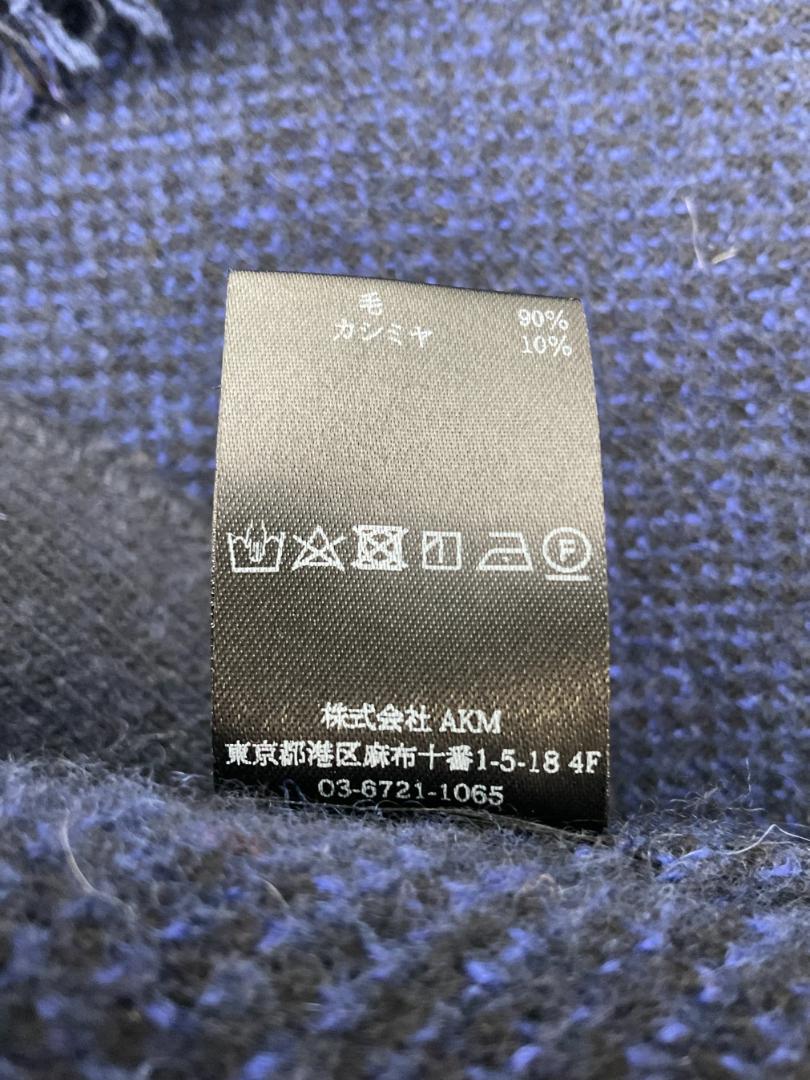 毛 90%
カシミヤ 10%
F
株式会社 AKM
東京都港区麻布十番1-5-18 4F
03-6721-1065